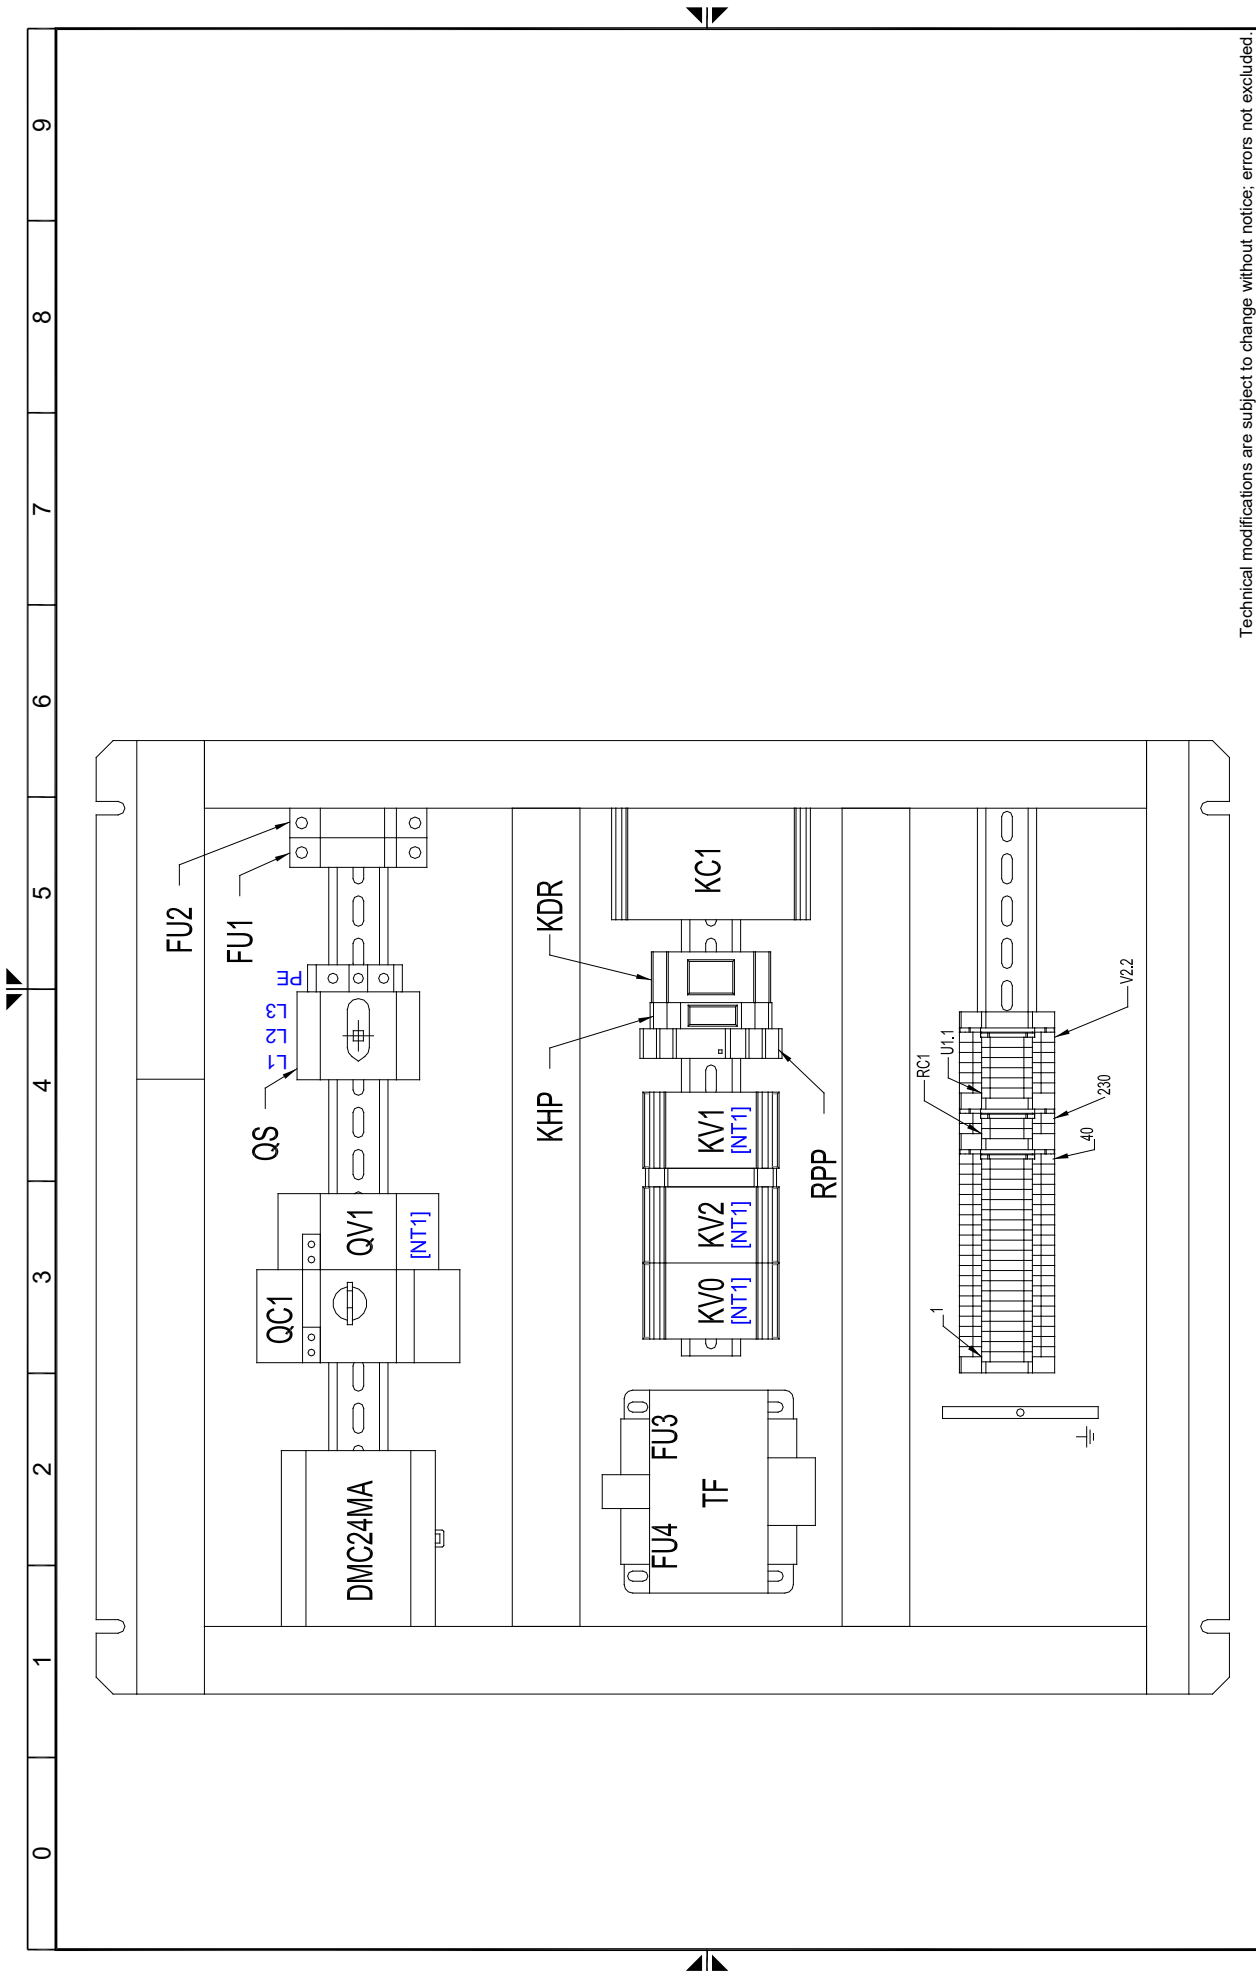 0 1 2 3 4 5 6 7 8 9
FU2
FU1
QS
L1 L2 L3 PE
QC1
QV1
[NT1]
DMC24MA
KHP
KDR
FU4 FU3
TF
KV0 KV2 KV1
[NT1] [NT1] [NT1]
KC1
RPP
RC1
U1.1
1
40
230
V2.2
Technical modifications are subject to change without notice; errors not excluded.